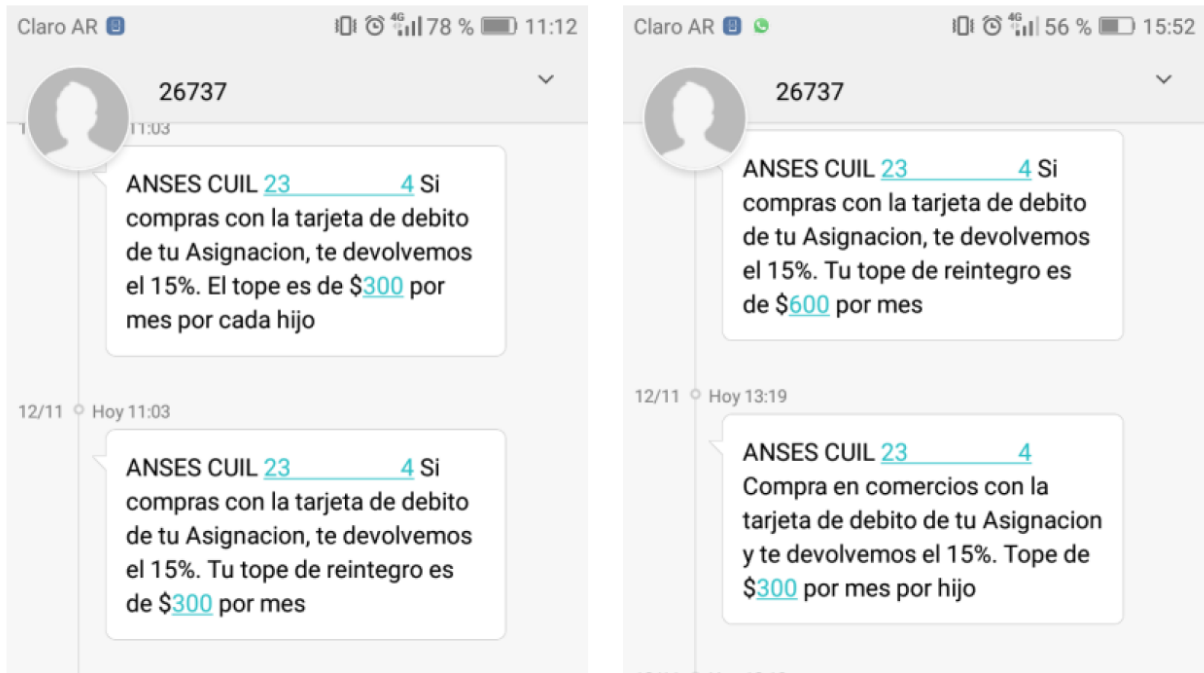 Claro AR 4G 78 % 11:12
26737
11:03
ANSES CUIL 23 4 Si
compras con la tarjeta de debito
de tu Asignacion, te devolvemos
el 15%. El tope es de $300 por
mes por cada hijo
12/11 Hoy 11:03
ANSES CUIL 23 4 Si
compras con la tarjeta de debito
de tu Asignacion, te devolvemos
el 15%. Tu tope de reintegro es
de $300 por mes
Claro AR 4G 56 % 15:52
26737
ANSES CUIL 23 4 Si
compras con la tarjeta de debito
de tu Asignacion, te devolvemos
el 15%. Tu tope de reintegro es
de $600 por mes
12/11 Hoy 13:19
ANSES CUIL 23 4
Compra en comercios con la
tarjeta de debito de tu Asignacion
y te devolvemos el 15%. Tope de
$300 por mes por hijo